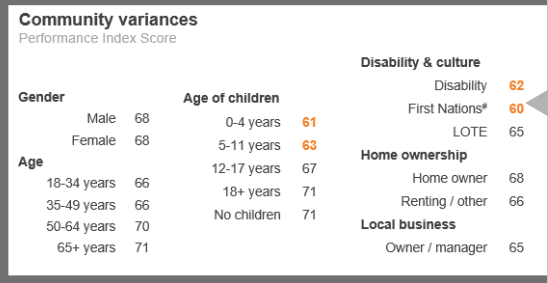 Community variances
Performance Index Score
Gender
Male 68
Female 68
Age
18-34 years 66
35-49 years 66
50-64 years 70
65+ years 71
Age of children
0-4 years 61
5-11 years 63
12-17 years 67
18+ years 71
No children 71
Disability & culture
Disability 62
First Nations# 60
LOTE 65
Home ownership
Home owner 68
Renting / other 66
Local business
Owner / manager 65